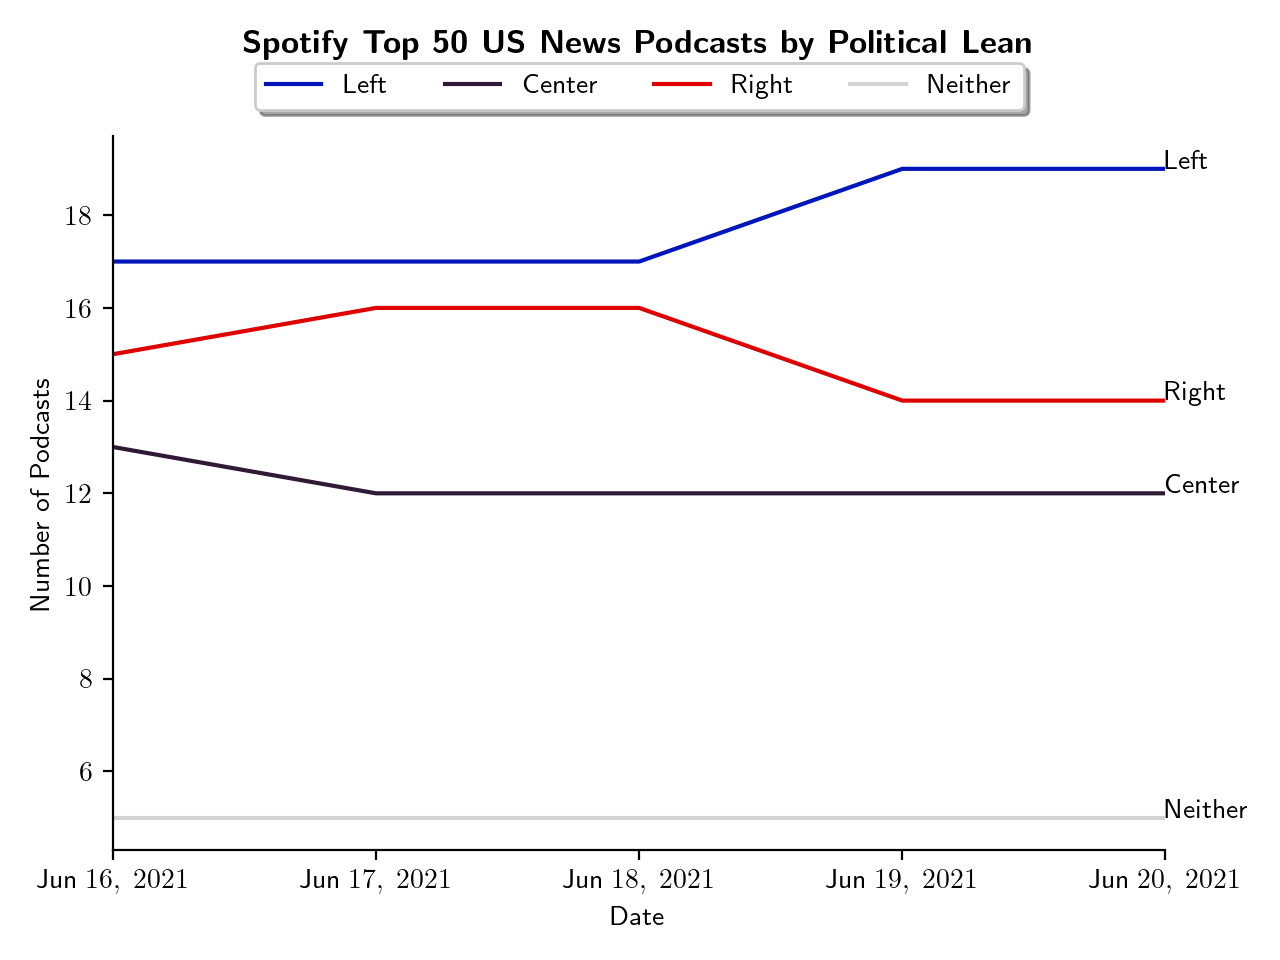 Spotify Top 50 US News Podcasts by Political Lean
Left Center Right Neither
Left
18
16
14
Right
12
Center
10
8
6
Neither
Number of Podcasts
Jun 16, 2021 Jun 17, 2021 Jun 18, 2021 Jun 19, 2021 Jun 20, 2021
Date